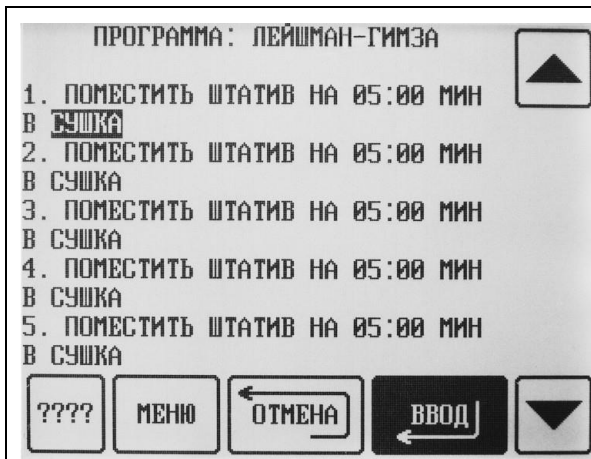 ПРОГРАММА: ЛЕЙШМАН-ГИМЗА
1. ПОМЕСТИТЬ ШТАТИВ НА 05:00 МИН
В СУШКА
2. ПОМЕСТИТЬ ШТАТИВ НА 05:00 МИН
В СУШКА
3. ПОМЕСТИТЬ ШТАТИВ НА 05:00 МИН
В СУШКА
4. ПОМЕСТИТЬ ШТАТИВ НА 05:00 МИН
В СУШКА
5. ПОМЕСТИТЬ ШТАТИВ НА 05:00 МИН
В СУШКА
???? МЕНЮ ОТМЕНА ВВОД